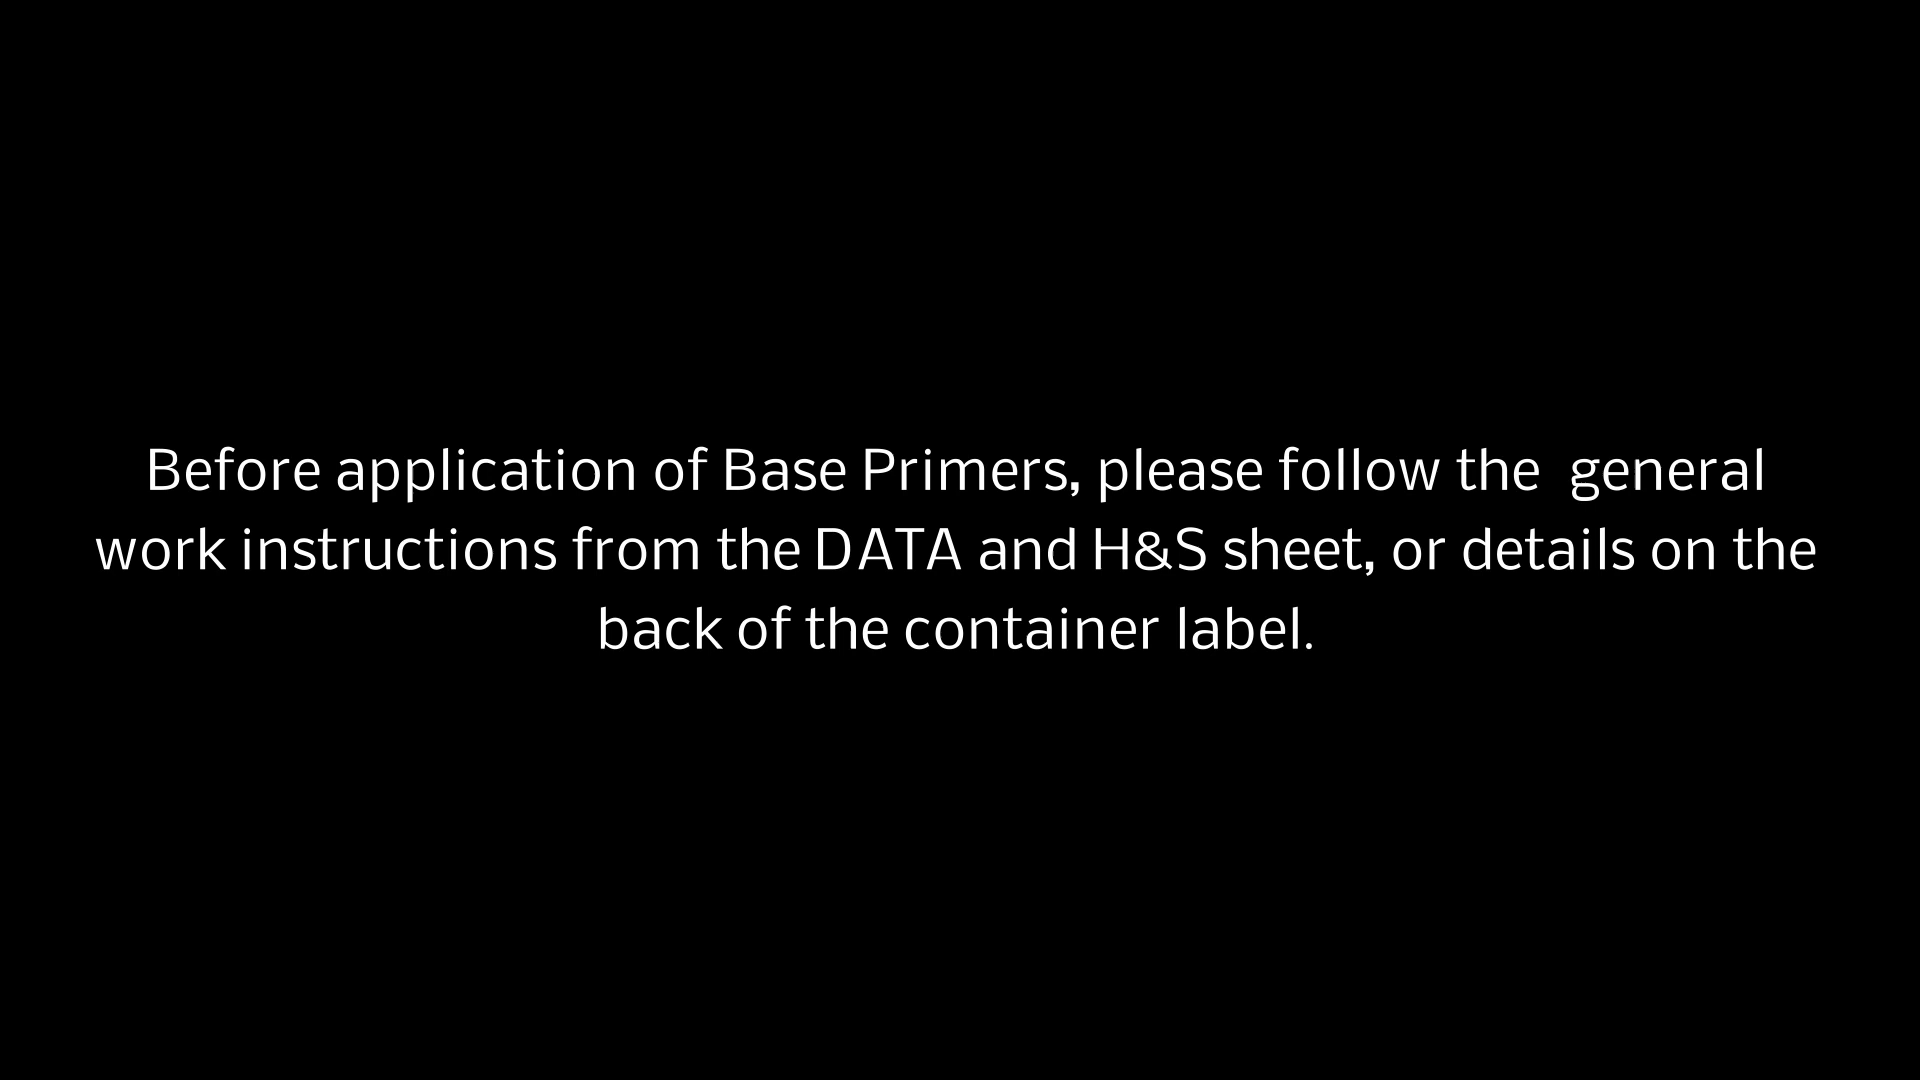 Before application of Base Primers, please follow the  general
work instructions from the DATA and H&S sheet, or details on the
back of the container label.